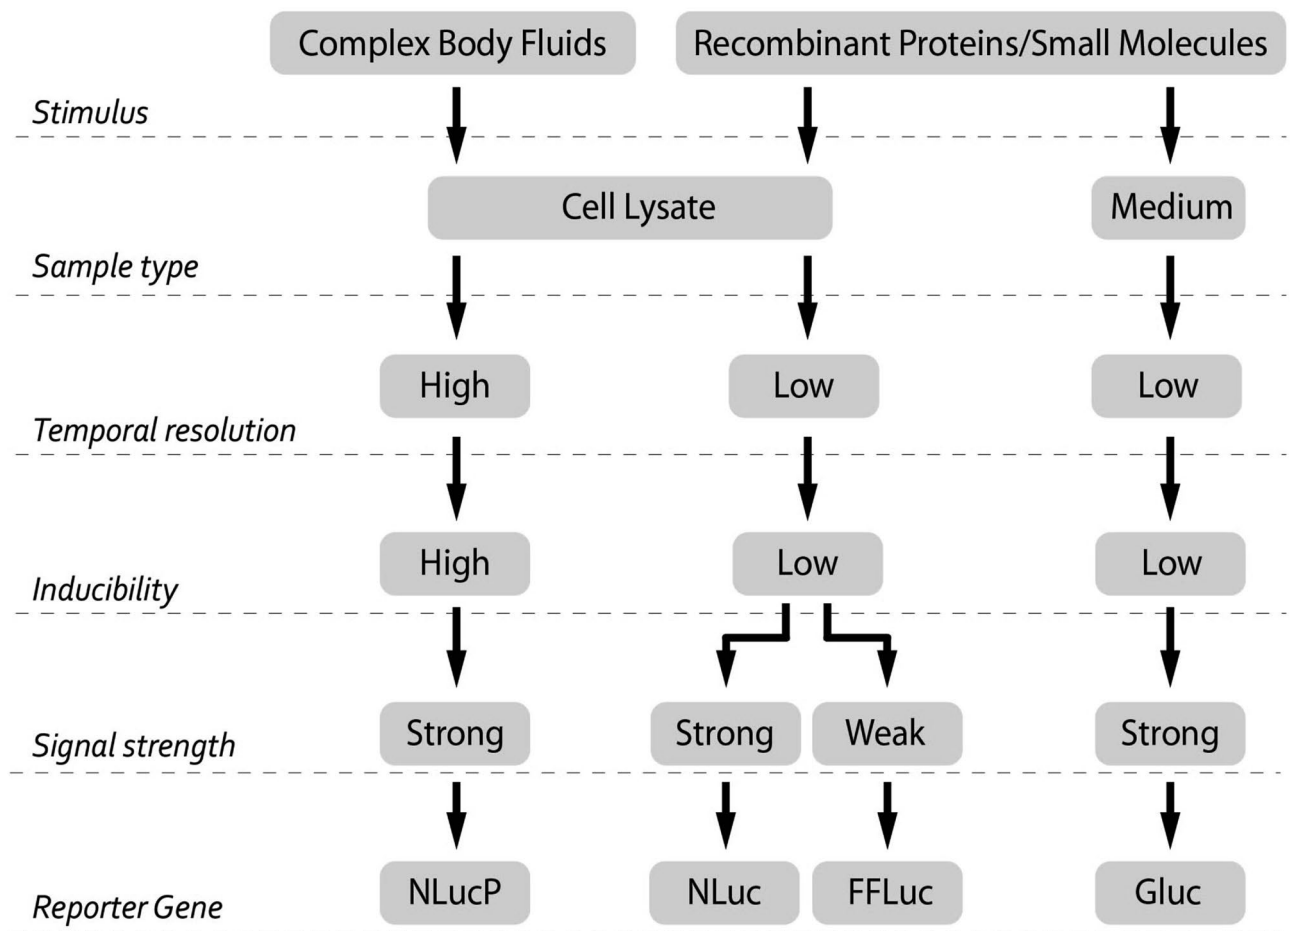 Complex Body Fluids
Recombinant Proteins/Small Molecules
Stimulus
Cell Lysate
Medium
Sample type
High
Low
Low
Temporal resolution
High
Low
Low
Inducibility
Strong
Strong
Weak
Strong
Signal strength
NLucP
NLuc
FFLuc
Gluc
Reporter Gene